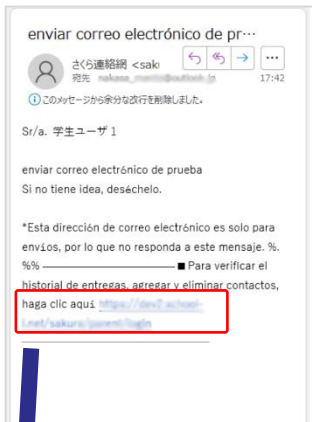 enviar correo electrónico de pr…
さくら連絡網 <saku
宛先
17:42
このメッセージから余分な改行を削除しました。
Sr/a. 学生ユーザ1
enviar correo electrónico de prueba
Si no tiene idea, deséchelo.
*Esta dirección de correo electrónico es solo para
envíos, por lo que no responda a este mensaje. %.
%% ——————— ■ Para verificar el
historial de entregas, agregar y eliminar contactos,
haga clic aquí https://dev2.school-
i.net/sakura/parent/login